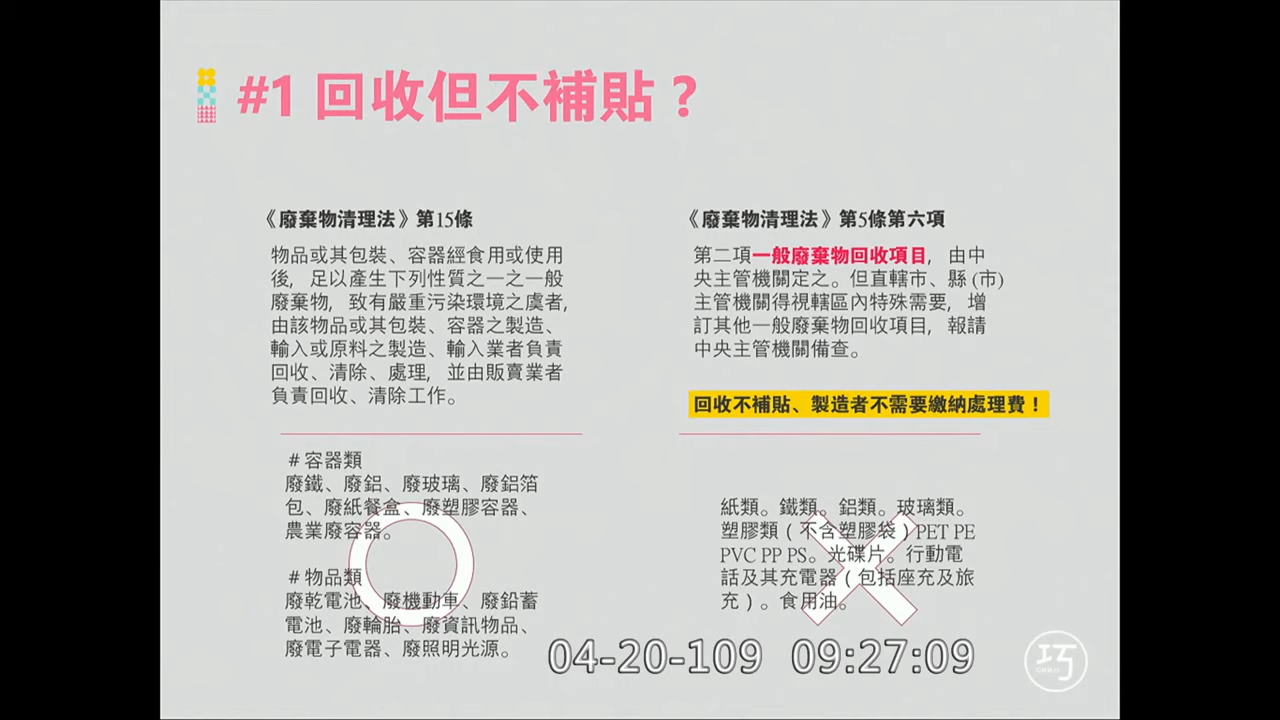 #1 回收但不補貼？
《廢棄物清理法》第15條
物品或其包裝、容器經食用或使用
後，足以產生下列性質之一之一般
廢棄物，致有嚴重污染環境之虞者，
由該物品或其包裝、容器之製造、
輸入或原料之製造、輸入業者負責
回收、清除、處理，並由販賣業者
負責回收、清除工作。
#容器類
廢鐵、廢鋁、廢玻璃、廢鋁箔
包、廢紙餐盒、廢塑膠容器、
農業廢容器。
#物品類
廢乾電池、廢機動車、廢鉛蓄
電池、廢輪胎、廢資訊物品、
廢電子電器、廢照明光源。
《廢棄物清理法》第5條第六項
第二項一般廢棄物回收項目，由中
央主管機關定之。但直轄市、縣 (市)
主管機關得視轄區內特殊需要，增
訂其他一般廢棄物回收項目，報請
中央主管機關備查。
回收不補貼、製造者不需要繳納處理費！
紙類。鐵類。鋁類。玻璃類。
塑膠類（不含塑膠袋）PET PE
PVC PP PS。光碟片。行動電
話及其充電器（包括座充及旅
充）。食用油。
04-20-109 09:27:09
巧